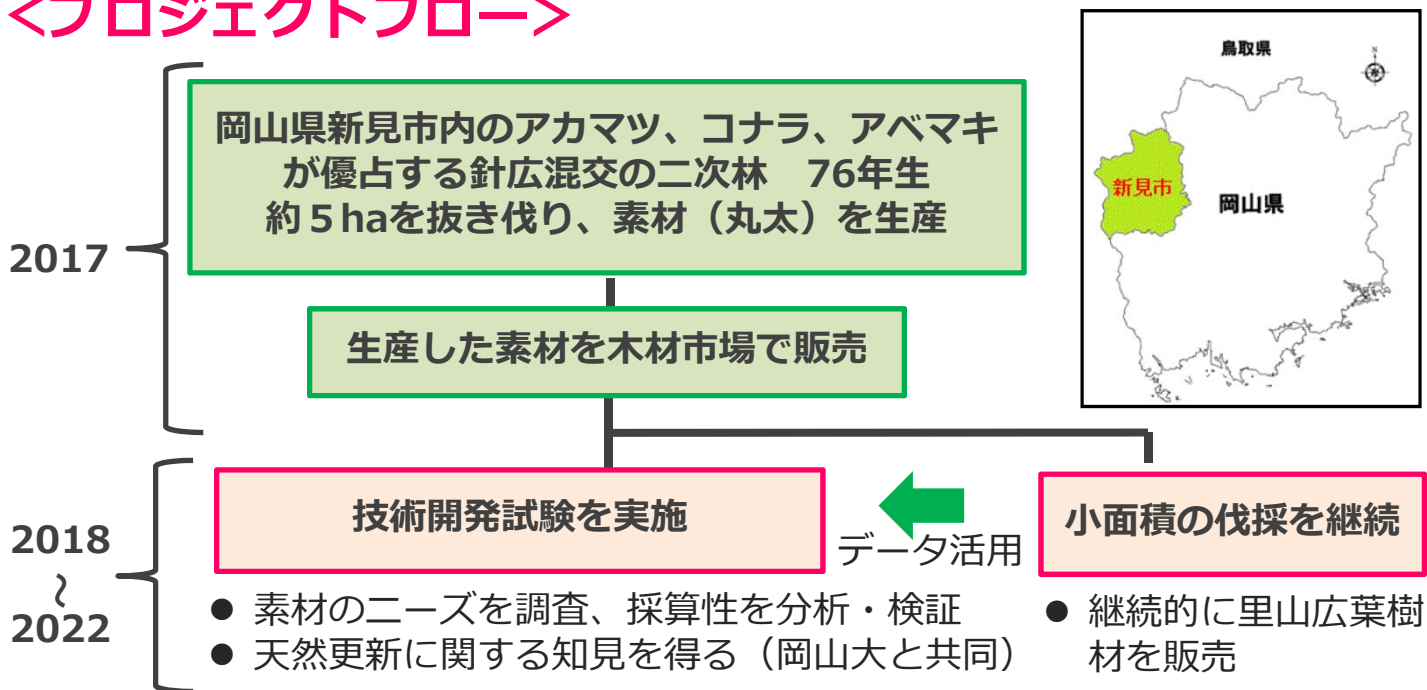 ＜プロジェクトフロー＞
2017
岡山県新見市内のアカマツ、コナラ、アベマキ
が優占する針広混交の二次林　76年生
約５haを抜き伐り、素材（丸太）を生産
生産した素材を木材市場で販売
鳥取県
N
新見市
岡山県
2018
～
2022
技術開発試験を実施
データ活用
小面積の伐採を継続
● 素材のニーズを調査、採算性を分析・検証
● 天然更新に関する知見を得る（岡山大と共同）
● 継続的に里山広葉樹
材を販売